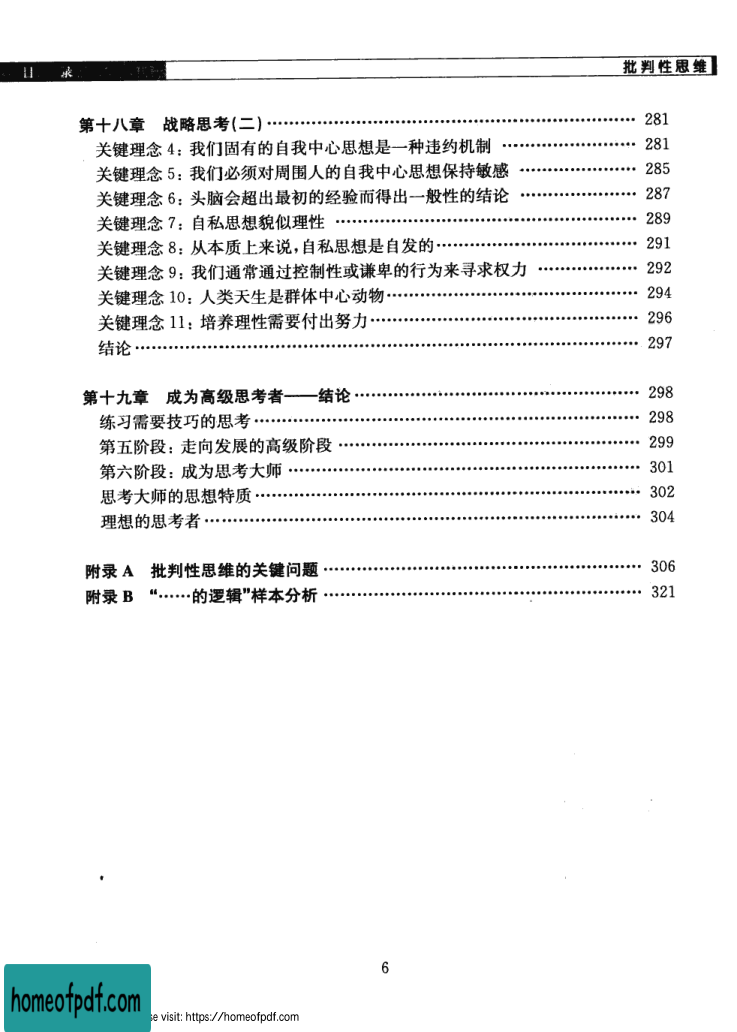 目 录
批判性思维
第十八章 战略思考(二)…………………………………………………… 281
关键理念 4：我们固有的自我中心思想是一种违约机制 ………………… 281
关键理念 5：我们必须对周围人的自我中心思想保持敏感 ……………… 285
关键理念 6：头脑会超出最初的经验而得出一般性的结论 ……………… 287
关键理念 7：自私思想貌似理性 …………………………………………… 289
关键理念 8：从本质上来说,自私思想是自发的…………………………… 291
关键理念 9：我们通常通过控制性或谦卑的行为来寻求权力 …………… 292
关键理念 10：人类天生是群体中心动物…………………………………… 294
关键理念 11：培养理性需要付出努力……………………………………… 296
结论………………………………………………………………………… 297
第十九章 成为高级思考者——结论 ……………………………………… 298
练习需要技巧的思考……………………………………………………… 298
第五阶段：走向发展的高级阶段 ………………………………………… 299
第六阶段：成为思考大师 ………………………………………………… 301
思考大师的思想特质……………………………………………………… 302
理想的思考者……………………………………………………………… 304
附录 A 批判性思维的关键问题 …………………………………………… 306
附录 B “……的逻辑”样本分析 …………………………………………… 321
6
homeofpdf.com
se visit: https://homeofpdf.com